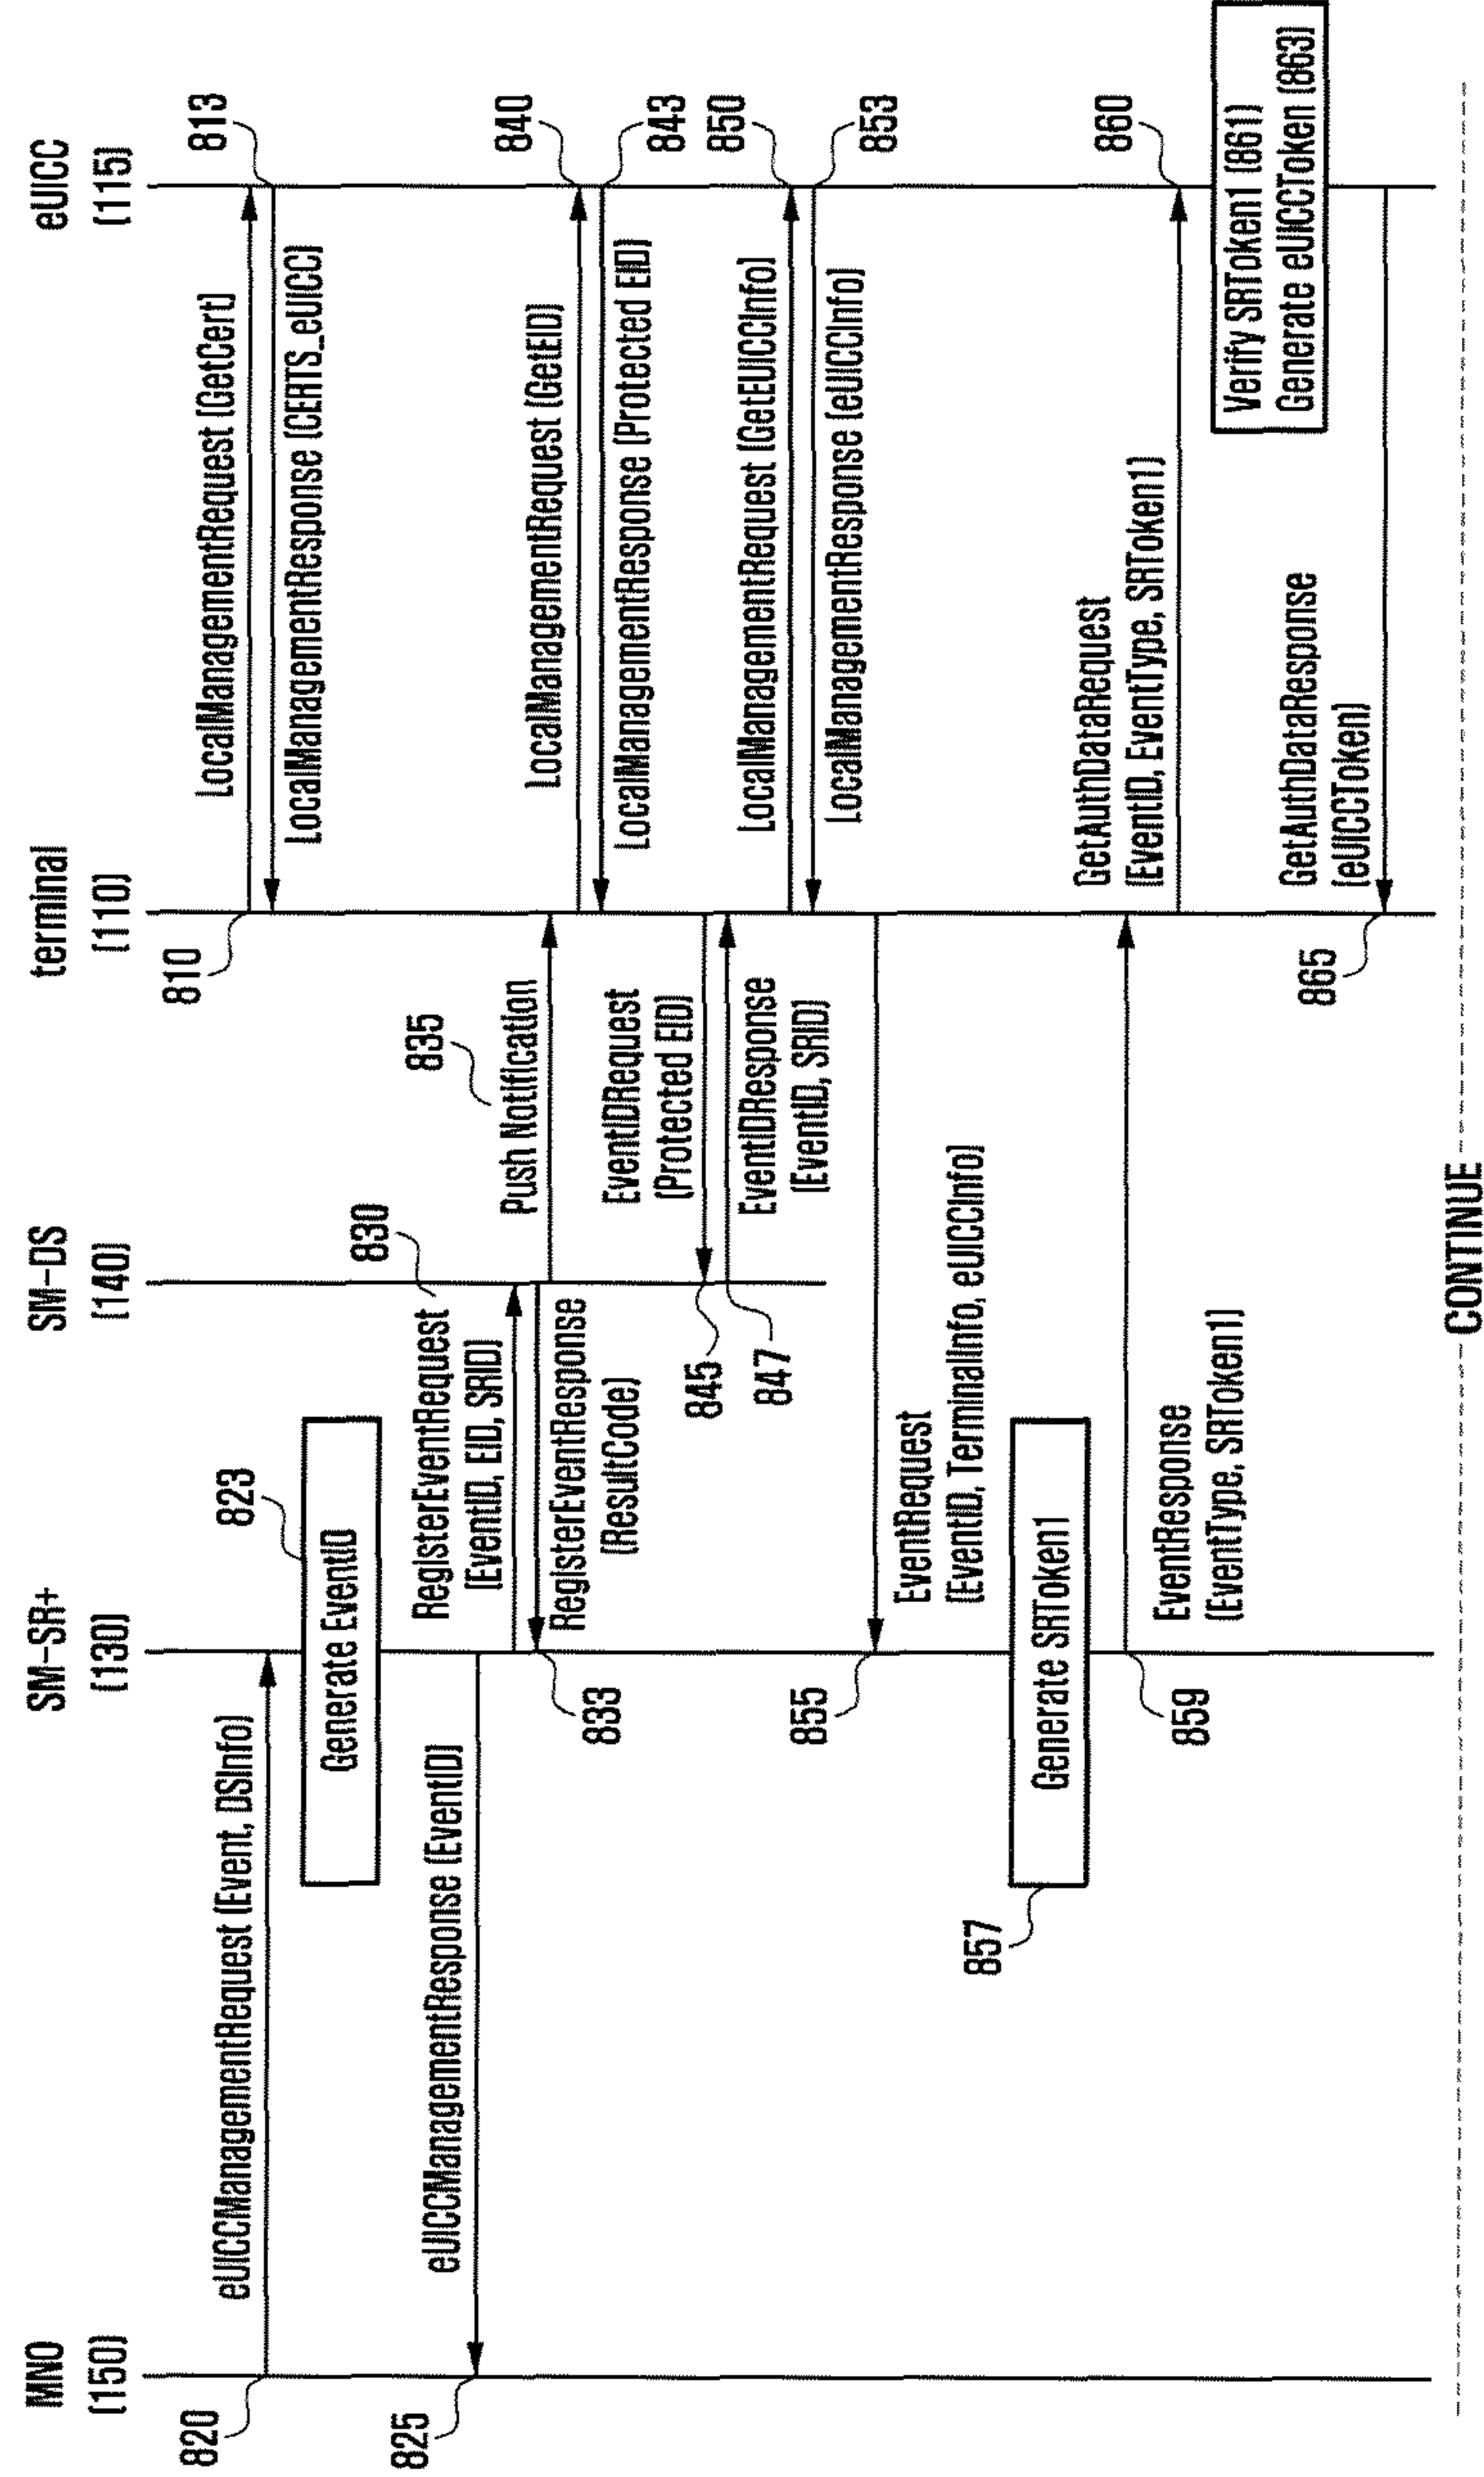 MNO
(150)
SM-SR+
(130)
SM-DS
(140)
terminal
(110)
eUICC
(115)
810
LocalManagementRequest (GetCert)
813
LocalManagementResponse (CERTS_eUICC)
820
eUICCManagementRequest (Event, DSInfo)
823
Generate EventID
825
eUICCManagementResponse (EventID)
830
RegisterEventRequest
(EventID, EID, SRID)
833
RegisterEventResponse
(ResultCode)
835
Push Notification
840
LocalManagementRequest (GetEID)
843
LocalManagementResponse (Protected EID)
EventIDRequest
(Protected EID)
845
847
EventIDResponse
(EventID, SRID)
850
LocalManagementRequest (GetEUICCInfo)
853
LocalManagementResponse (eUICCInfo)
855
EventRequest
(EventID, TerminalInfo, eUICCInfo)
857
Generate SRToken1
859
EventResponse
(EventType, SRToken1)
860
GetAuthDataRequest
(EventID, EventType, SRToken1)
Verify SRToken1 (861)
Generate eUICCToken (863)
865
GetAuthDataResponse
(eUICCToken)
CONTINUE